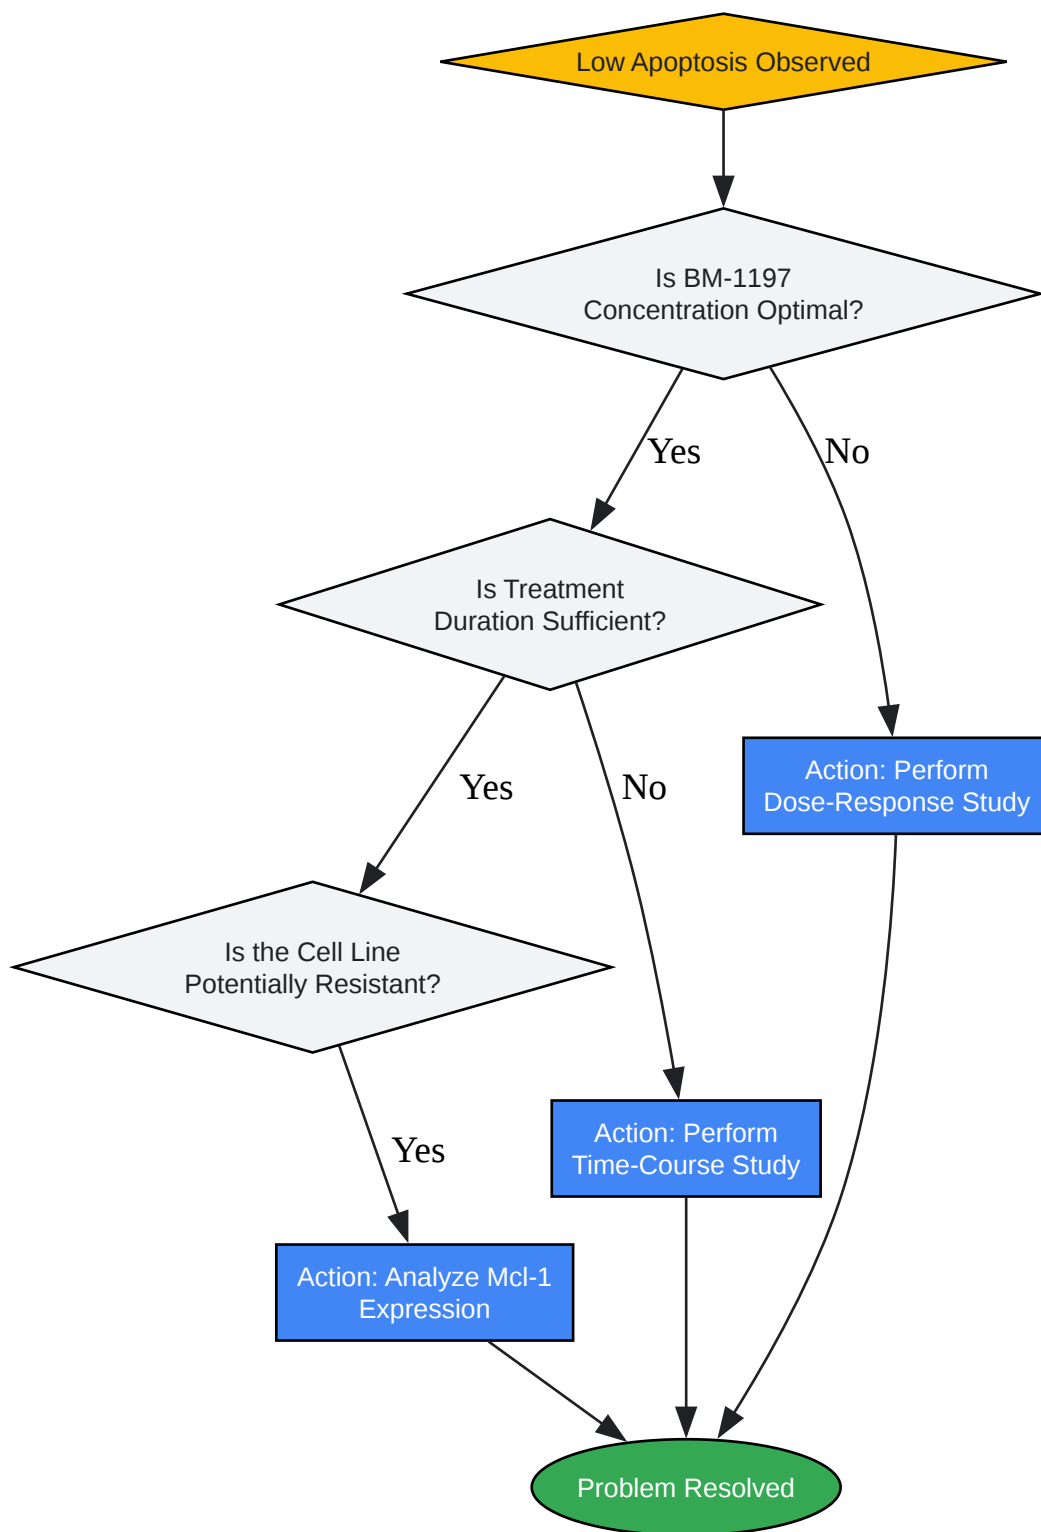 Low Apoptosis Observed
Is BM-1197
Concentration Optimal?
Yes
No
Is Treatment
Duration Sufficient?
Yes
No
Action: Perform
Dose-Response Study
Is the Cell Line
Potentially Resistant?
Yes
Action: Perform
Time-Course Study
Action: Analyze Mcl-1
Expression
Problem Resolved